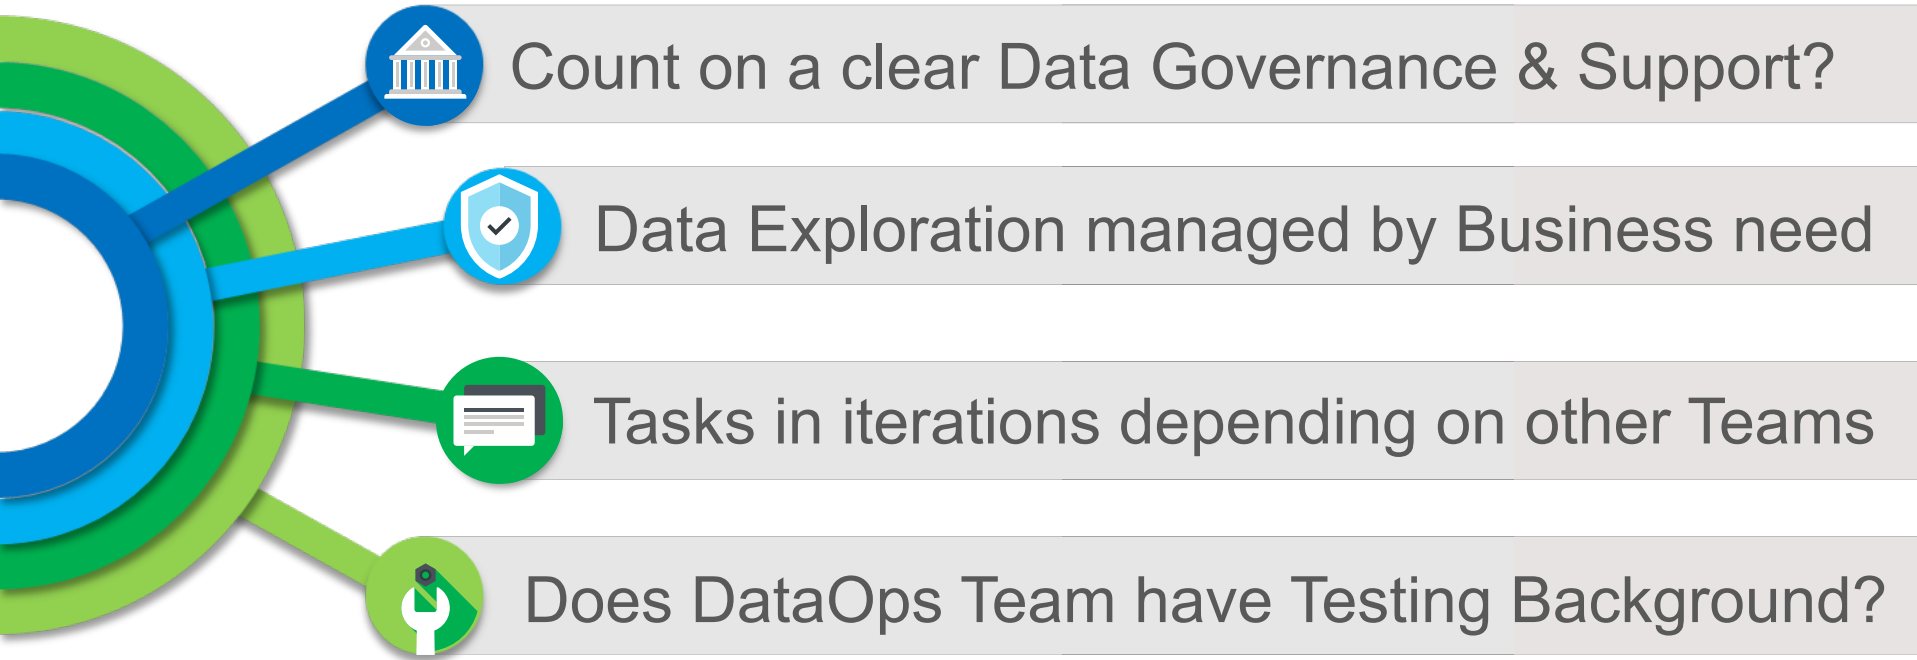 Count on a clear Data Governance & Support?
Data Exploration managed by Business need
Tasks in iterations depending on other Teams
Does DataOps Team have Testing Background?